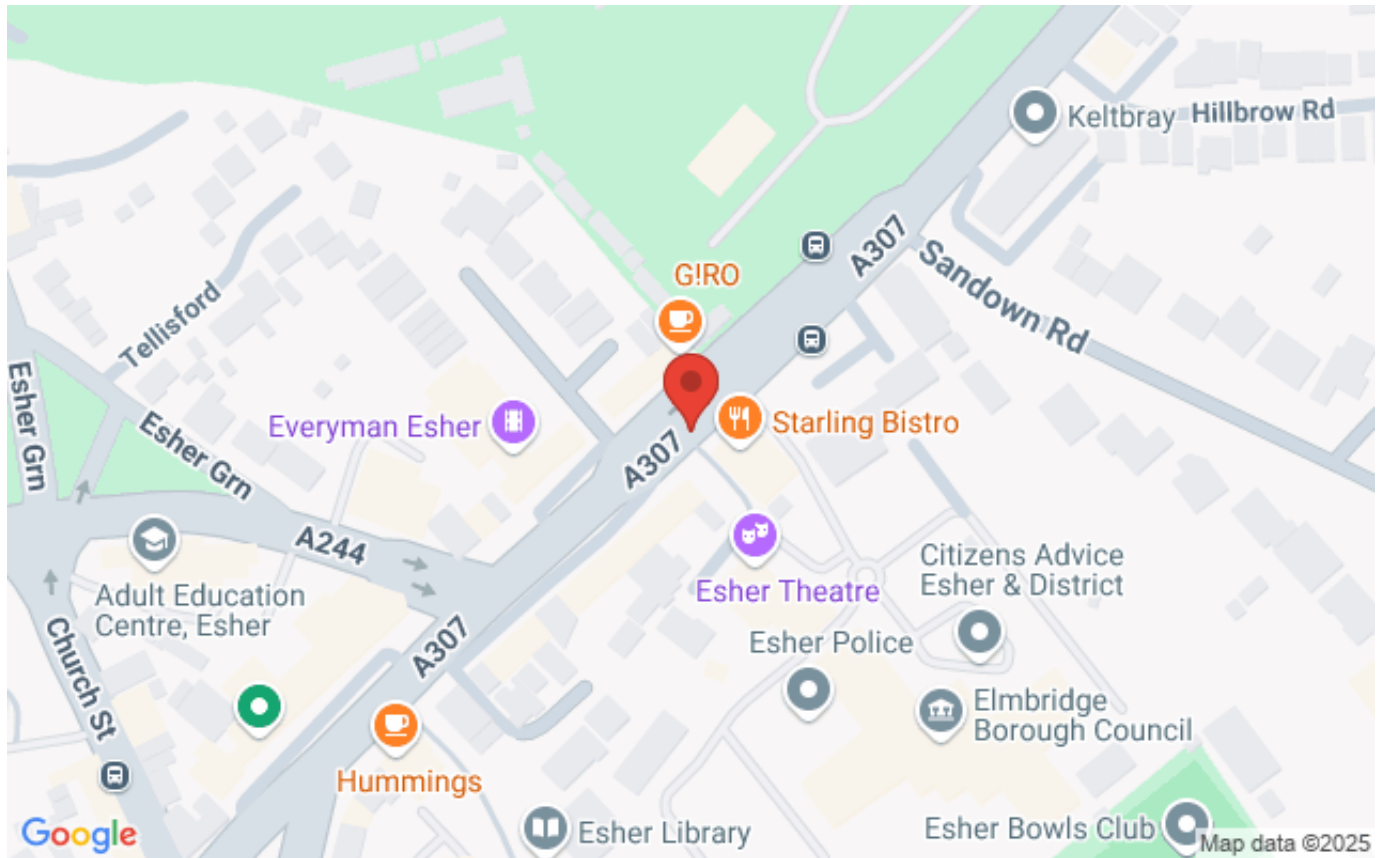 Keltbray
Hillbrow Rd
A307
Sandown Rd
G!RO
Tellisford
Esher Grn
Esher Grn
Everyman Esher
A307
Starling Bistro
A244
Adult Education
Centre, Esher
Esher Theatre
Citizens Advice
Esher & District
Church St
A307
Esher Police
Elmbridge
Borough Council
Hummings
Esher Library
Esher Bowls Club
Google
Map data ©2025